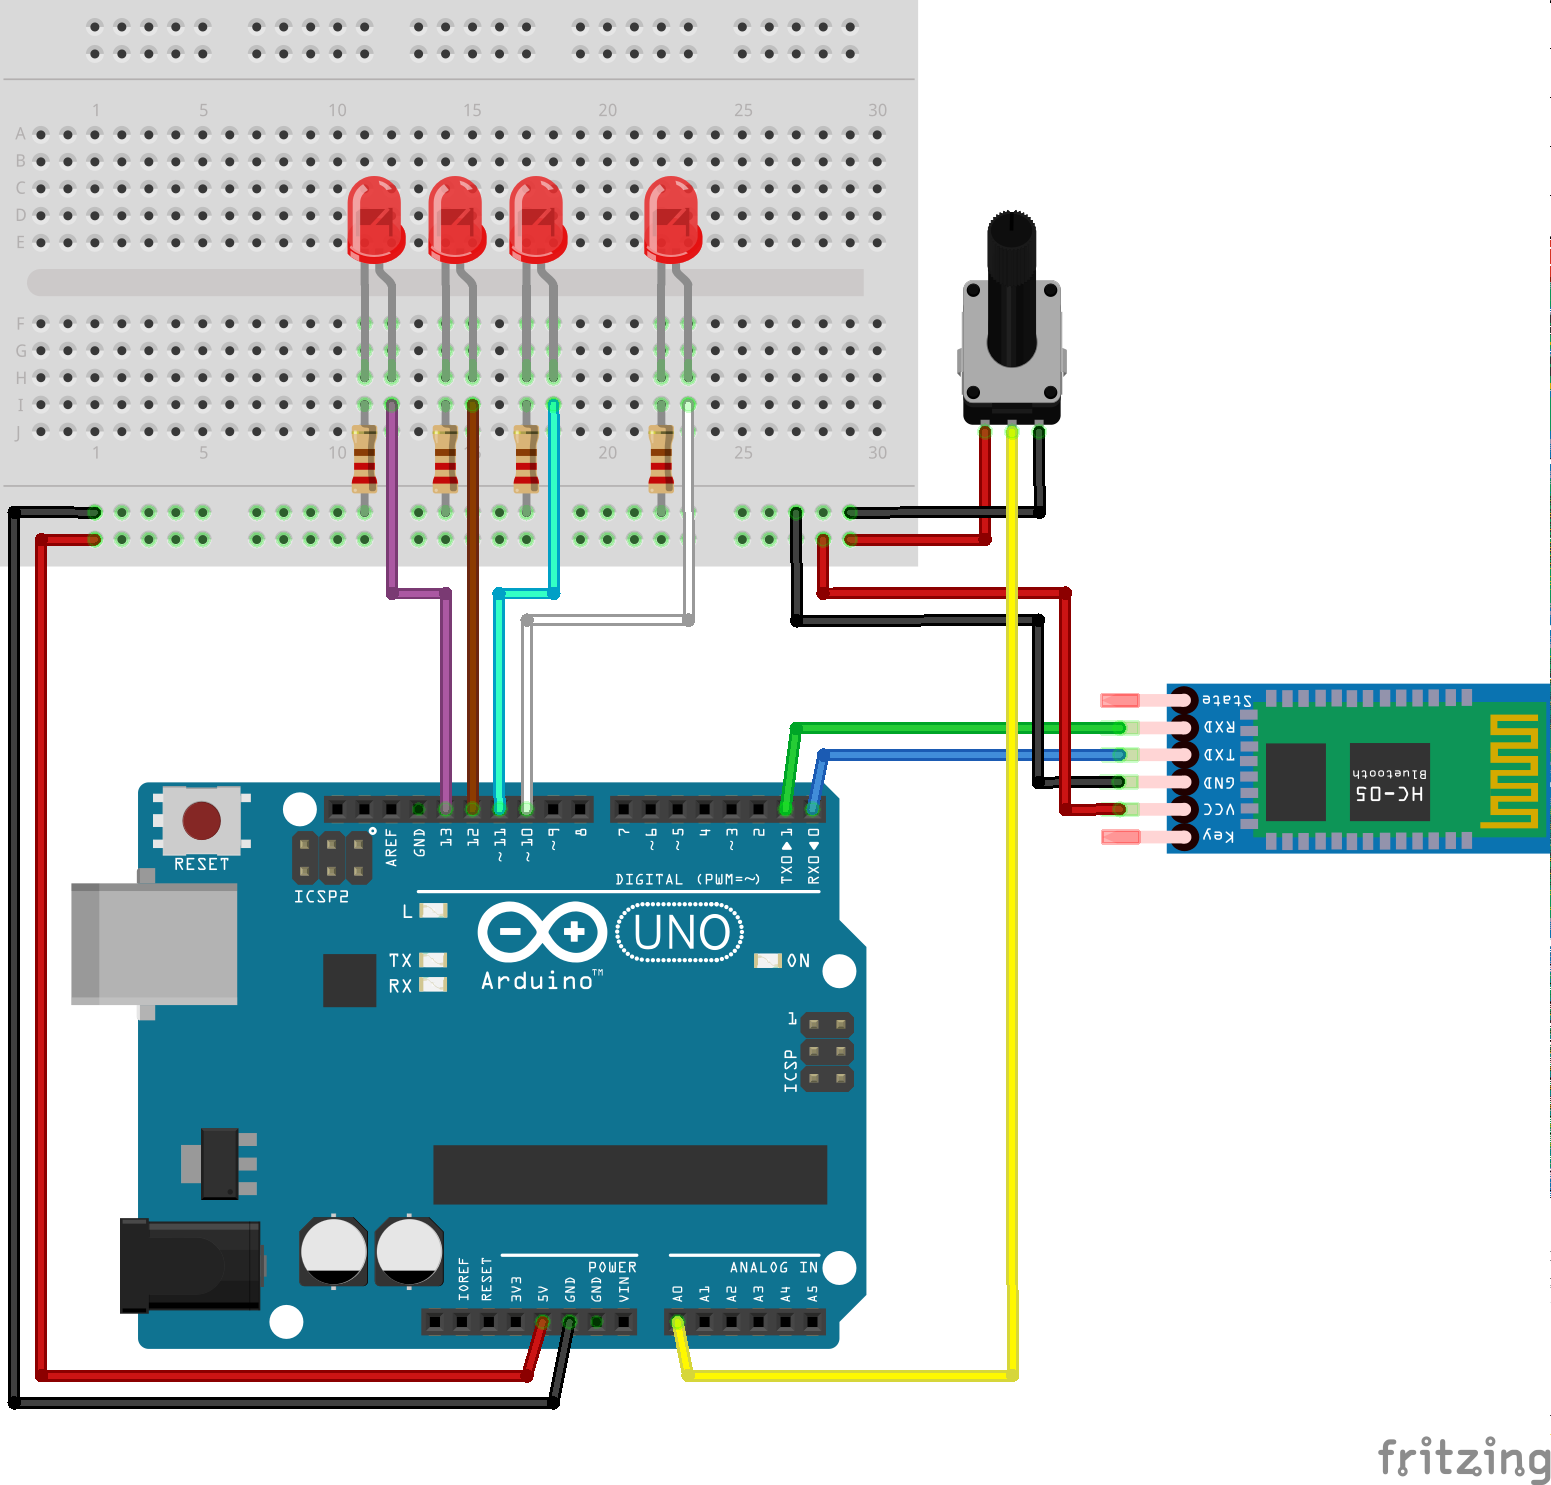 1 5 10 15 20 25 30
A
B
C
D
E
F
G
H
I
J
1 5 10 20 25 30
State
RXD
TXD
GND
VCC
Key
HC-05
Bluetooth
RESET
ICSP2
AREF
GND
13
12
~11
~10
~9
8
7
~6
~5
4
~3
2
TX0 1
RX0 0
DIGITAL (PWM=~)
L
TX
RX
UNO
Arduino™
ON
1
ICSP
IOREF
RESET
3V3
5V
GND
GND
VIN
POWER
A0
A1
A2
A3
A4
A5
ANALOG IN
fritzing